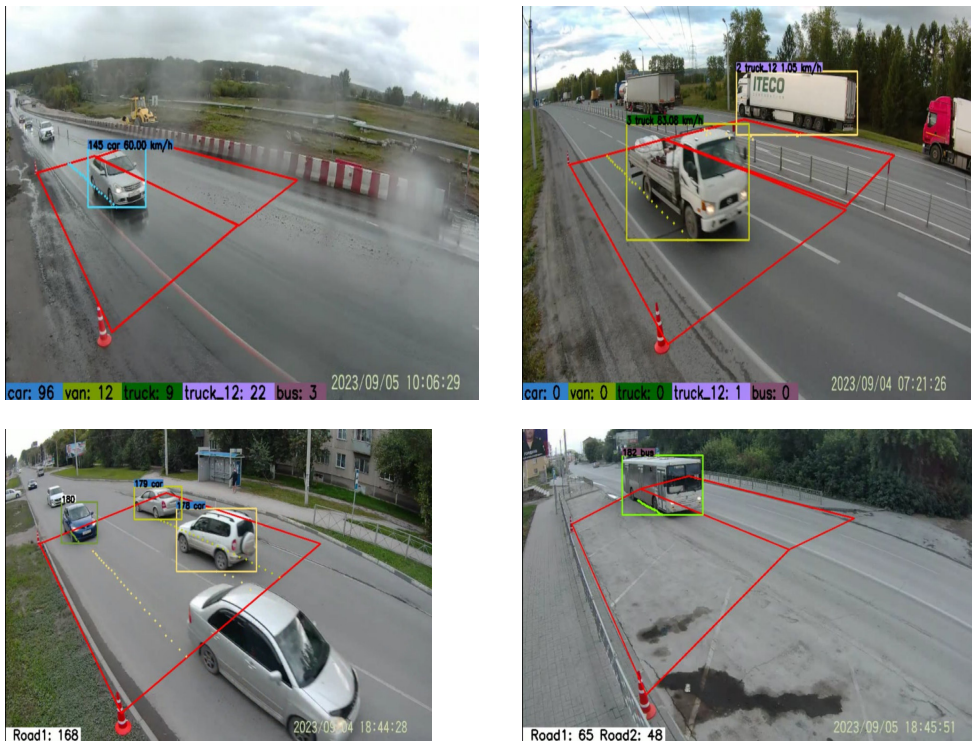 145 car 60.00 km/h
car: 96 van: 12 truck: 9 truck_12: 22 bus: 3
2023/09/05 10:06:29
2 truck_12 1.05 km/h
ITECO
3 truck 83.08 km/h
car: 0 van: 0 truck: 0 truck_12: 1 bus: 0
2023/09/04 07:21:26
179 car
180
178 car
2023/09/04 18:44:28
Road1: 168
182 bus
2023/09/05 18:45:51
Road1: 65 Road2: 48